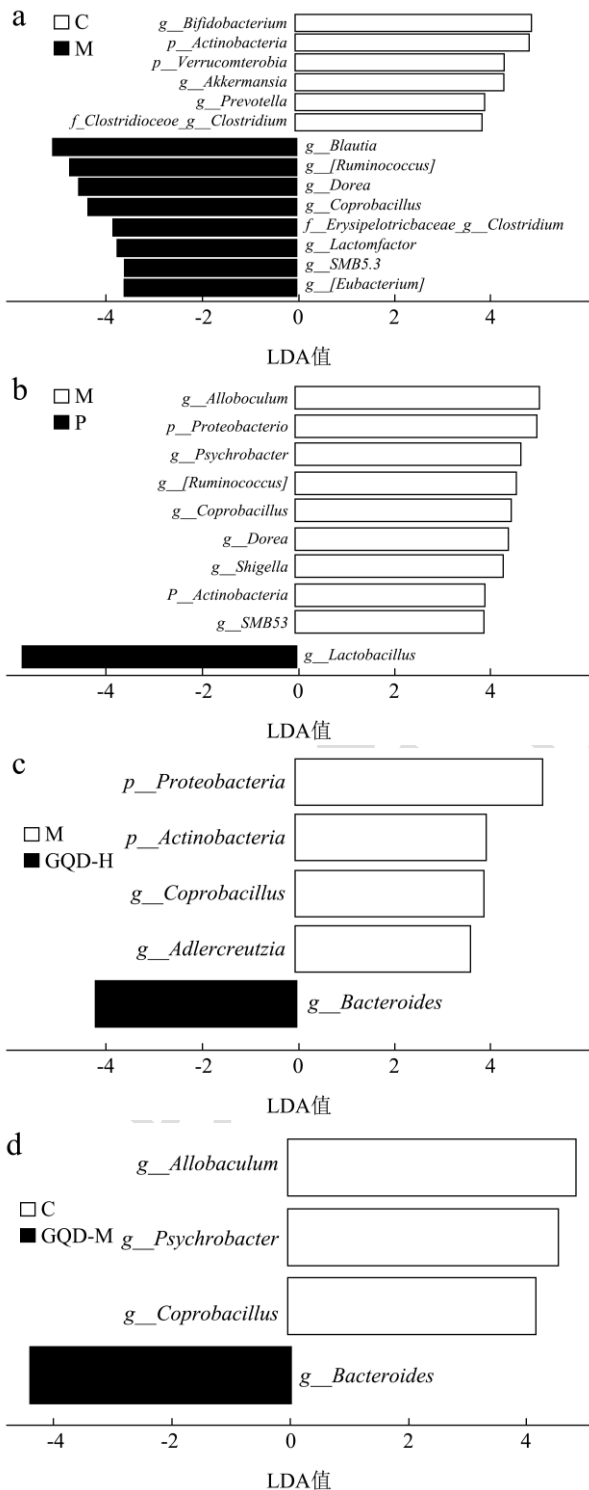 a
C
M
g__Bifidobacterium
p__Actinobacteria
p__Verrucomterobia
g__Akkermansia
g__Prevotella
f_Clostridioceoe_g__Clostridium
g__Blautia
g__[Ruminococcus]
g__Dorea
g__Coprobacillus
f__Erysipelotricbaceae_g__Clostridium
g__Lactomfactor
g__SMB5.3
g__[Eubacterium]
-4 -2 0 2 4
LDA值
b
M
P
g__Alloboculum
p__Proteobacterio
g__Psychrobacter
g__[Ruminococcus]
g__Coprobacillus
g__Dorea
g__Shigella
P__Actinobacteria
g__SMB53
g__Lactobacillus
-4 -2 0 2 4
LDA值
c
M
GQD-H
p__Proteobacteria
p__Actinobacteria
g__Coprobacillus
g__Adlercreutzia
g__Bacteroides
-4 -2 0 2 4
LDA值
d
C
GQD-M
g__Allobaculum
g__Psychrobacter
g__Coprobacillus
g__Bacteroides
-4 -2 0 2 4
LDA值